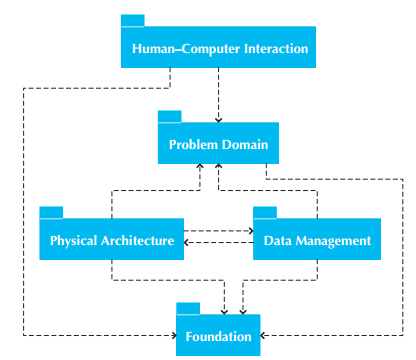 Human–Computer Interaction
Problem Domain
Physical Architecture
Data Management
Foundation